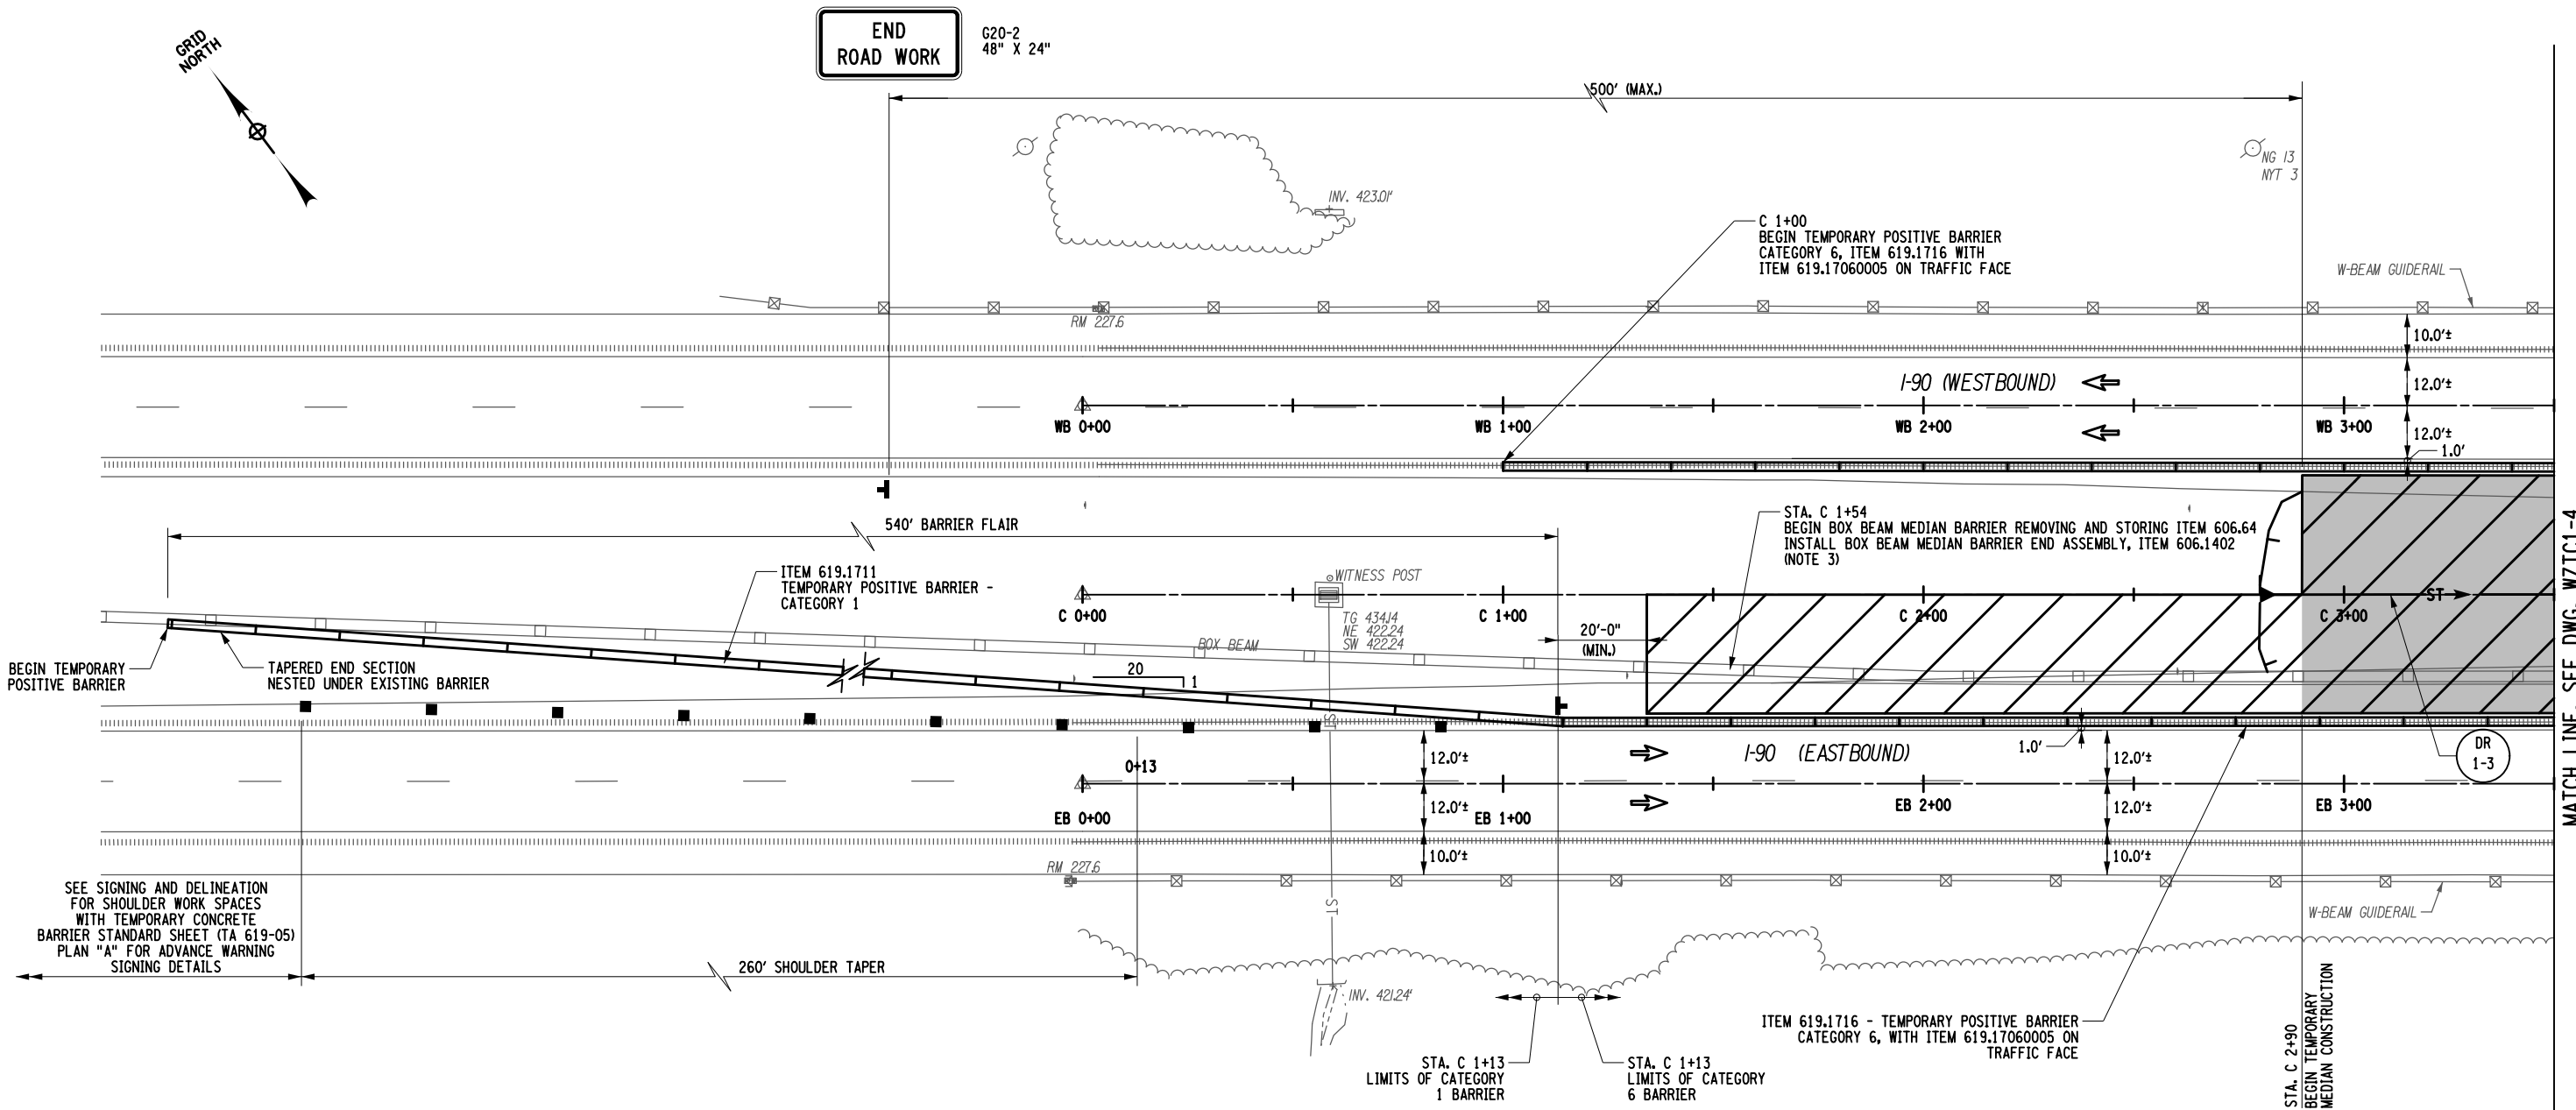 END
ROAD WORK
G20-2
48" X 24"
GRID
NORTH
500' (MAX.)
NG 13
NYT 3
INV. 423.01'
C 1+00
BEGIN TEMPORARY POSITIVE BARRIER
CATEGORY 6, ITEM 619.1716 WITH
ITEM 619.17060005 ON TRAFFIC FACE
W-BEAM GUIDERAIL
RM 227.6
10.0'±
I-90 (WESTBOUND)
12.0'±
WB 0+00
WB 1+00
WB 2+00
WB 3+00
12.0'±
1.0'
540' BARRIER FLAIR
STA. C 1+54
BEGIN BOX BEAM MEDIAN BARRIER REMOVING AND STORING ITEM 606.64
INSTALL BOX BEAM MEDIAN BARRIER END ASSEMBLY, ITEM 606.1402
(NOTE 3)
ITEM 619.1711
TEMPORARY POSITIVE BARRIER -
CATEGORY 1
WITNESS POST
ST
C 0+00
C 1+00
C 2+00
C 3+00
TG 434.14
NE 422.24
SW 422.24
BOX BEAM
20'-0"
(MIN.)
BEGIN TEMPORARY
POSITIVE BARRIER
TAPERED END SECTION
NESTED UNDER EXISTING BARRIER
20
1
ST
MATCH LINE, SEE DWG. WZTC1-4
0+13
12.0'±
I-90 (EASTBOUND)
1.0'
12.0'±
DR
1-3
EB 0+00
12.0'±
EB 1+00
EB 2+00
12.0'±
EB 3+00
10.0'±
10.0'±
RM 227.6
SEE SIGNING AND DELINEATION
FOR SHOULDER WORK SPACES
WITH TEMPORARY CONCRETE
BARRIER STANDARD SHEET (TA 619-05)
PLAN "A" FOR ADVANCE WARNING
SIGNING DETAILS
ST
W-BEAM GUIDERAIL
260' SHOULDER TAPER
INV. 421.24'
ITEM 619.1716 - TEMPORARY POSITIVE BARRIER
CATEGORY 6, WITH ITEM 619.17060005 ON
TRAFFIC FACE
STA. C 1+13
LIMITS OF CATEGORY
1 BARRIER
STA. C 1+13
LIMITS OF CATEGORY
6 BARRIER
STA. C 2+90
BEGIN TEMPORARY
MEDIAN CONSTRUCTION